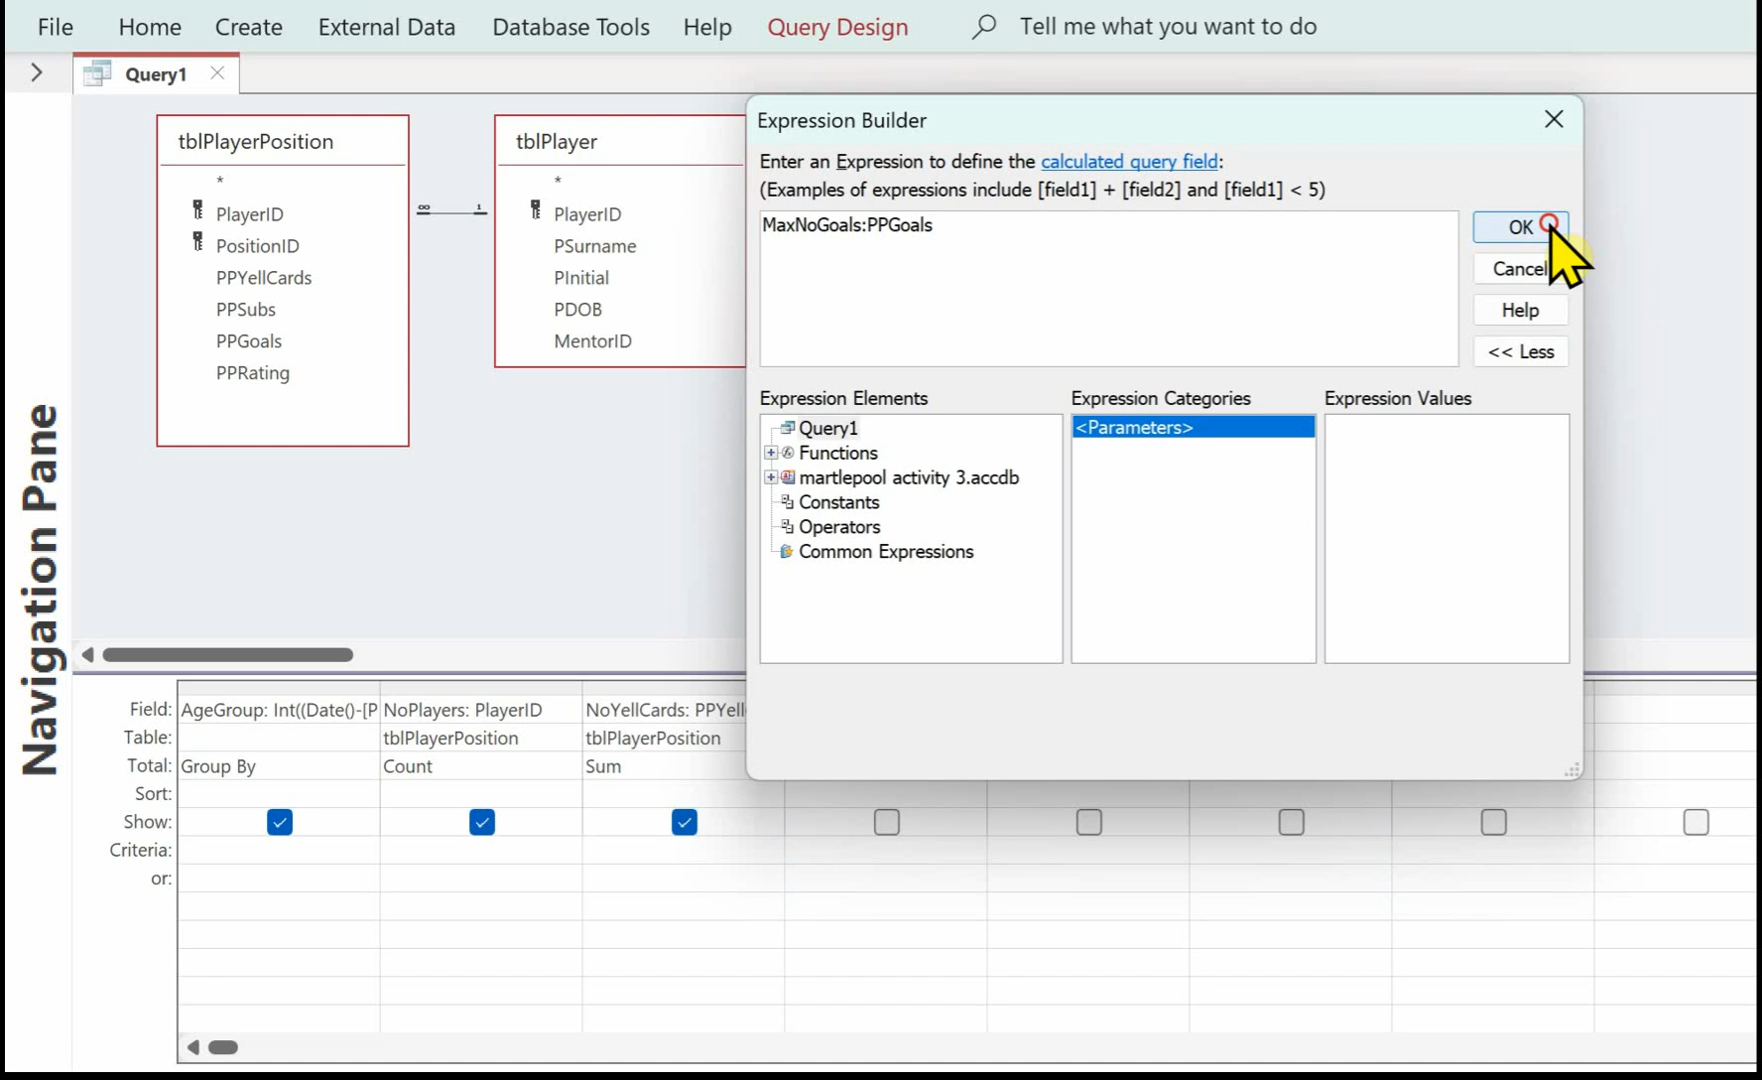 File Home Create External Data Database Tools Help Query Design Tell me what you want to do
Query1
Navigation Pane
tblPlayerPosition
*
PlayerID
PositionID
PPYellCards
PPSubs
PPGoals
PPRating
∞ 1
tblPlayer
*
PlayerID
PSurname
PInitial
PDOB
MentorID
Expression Builder
Enter an Expression to define the calculated query field:
(Examples of expressions include [field1] + [field2] and [field1] < 5)
MaxNoGoals:PPGoals
OK
Cancel
Help
<< Less
Expression Elements
Query1
Functions
martlepool activity 3.accdb
Constants
Operators
Common Expressions
Expression Categories
<Parameters>
Expression Values
Field: AgeGroup: Int((Date()-[P NoPlayers: PlayerID NoYellCards: PPYell
Table: tblPlayerPosition tblPlayerPosition
Total: Group By Count Sum
Sort:
Show:
Criteria:
or: